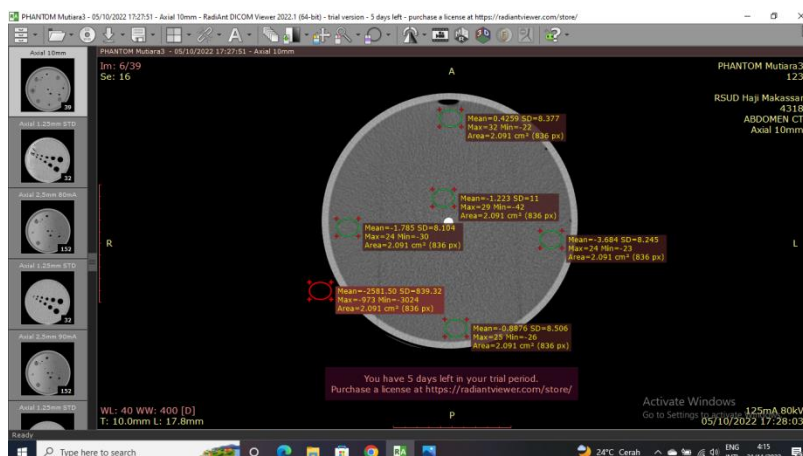 PHANTOM Mutiara3 - 05/10/2022 17:27:51 - Axial 10mm - RadiAnt DICOM Viewer 2022.1 (64-bit) - trial version - 5 days left - purchase a license at https://radiantviewer.com/store/
Axial 10mm
39
Axial 1.25mm STD
32
Axial 2.5mm 80mA
152
Axial 1.25mm STD
32
Axial 2.5mm 90mA
152
Axial 1.25mm STD
PHANTOM Mutiara3 - 05/10/2022 17:27:51 - Axial 10mm
Im: 6/39
Se: 16
A
PHANTOM Mutiara3
123
RSUD Haji Makassar
4318
ABDOMEN CT
Axial 10mm
Mean=0.4259 SD=8.377
Max=32 Min=-22
Area=2.091 cm² (836 px)
Mean=-1.223 SD=11
Max=29 Min=-42
Area=2.091 cm² (836 px)
Mean=-1.785 SD=8.104
Max=24 Min=-30
Area=2.091 cm² (836 px)
Mean=-3.684 SD=8.245
Max=24 Min=-23
Area=2.091 cm² (836 px)
R
L
Mean=-2581.50 SD=839.32
Max=-973 Min=-3024
Area=2.091 cm² (836 px)
Mean=-0.8876 SD=8.506
Max=25 Min=-26
Area=2.091 cm² (836 px)
You have 5 days left in your trial period.
Purchase a license at https://radiantviewer.com/store/
WL: 40 WW: 400 [D]
T: 10.0mm L: 17.8mm
P
Activate Windows
Go to Settings to activate
125mA 80kV
05/10/2022 17:28:03
Ready
Type here to search
24°C Cerah
ENG
4:15